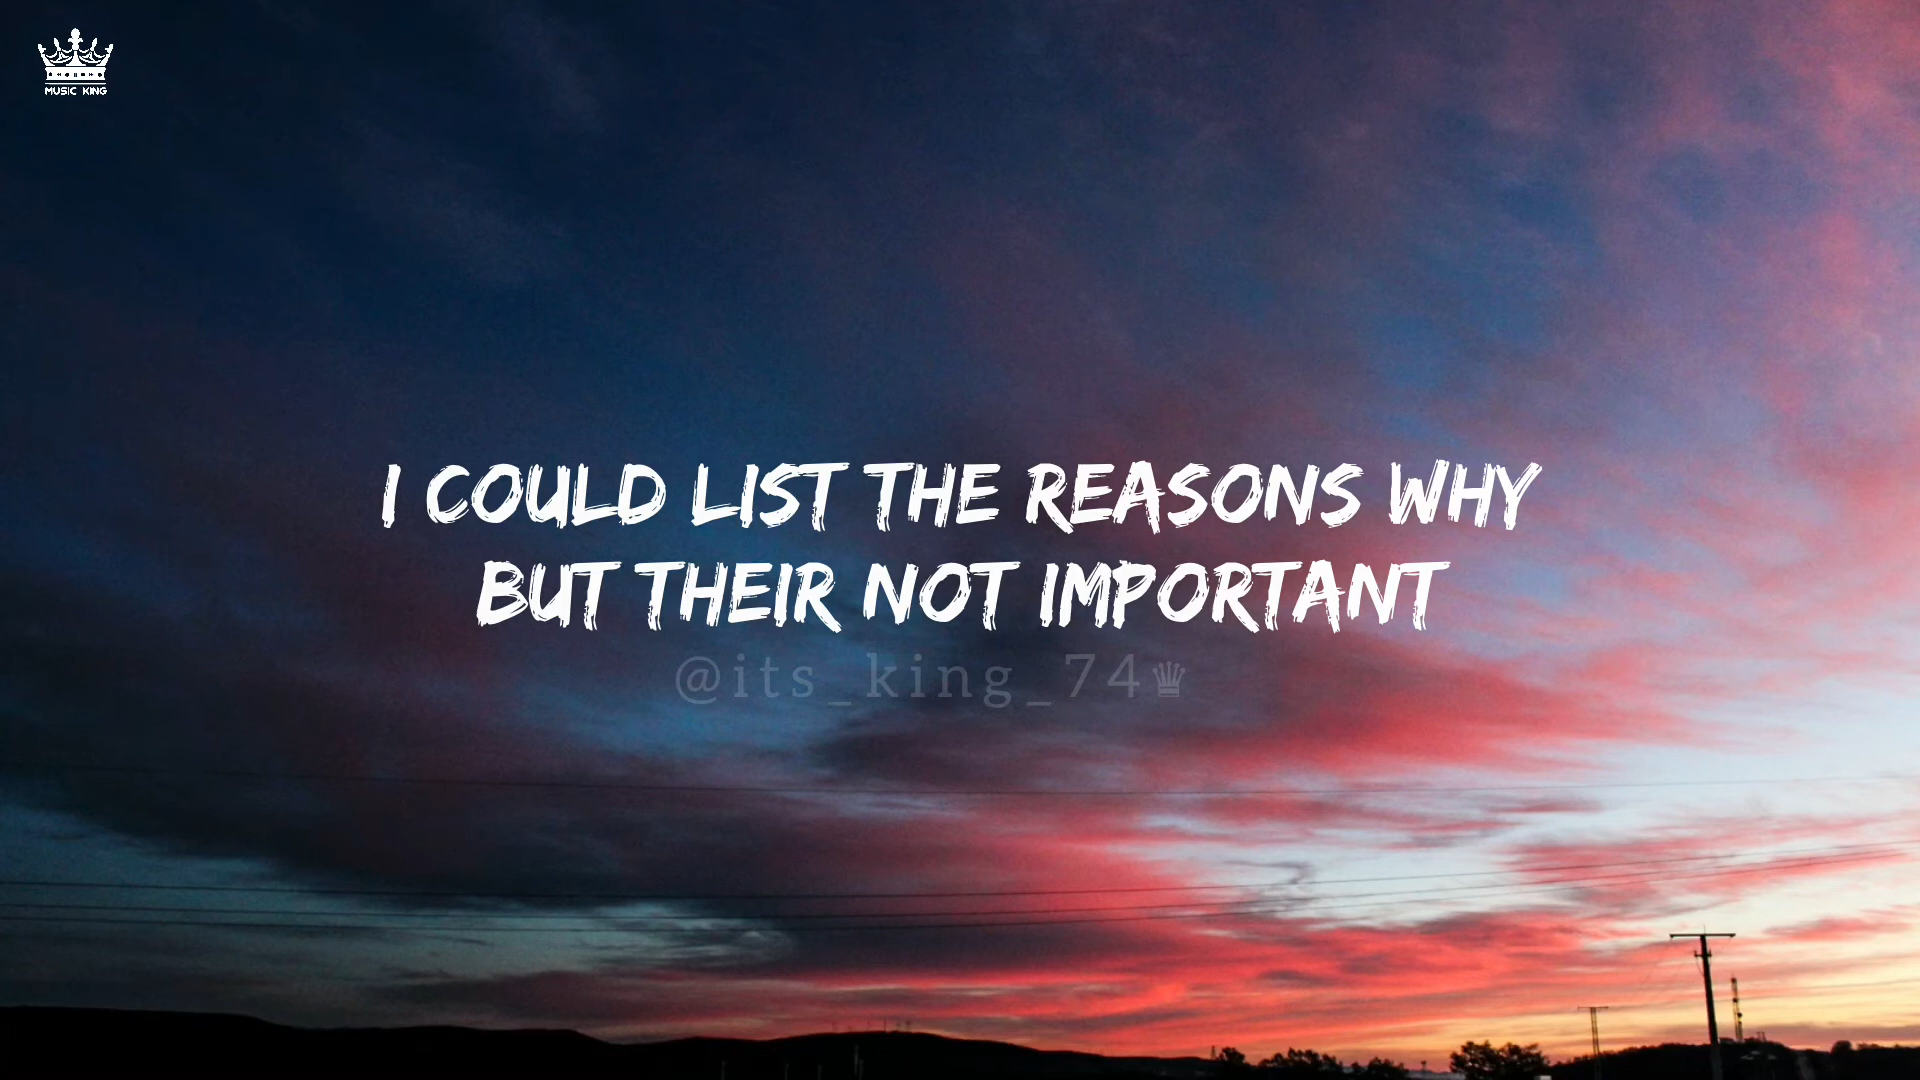 MUSIC KING
I COULD LIST THE REASONS WHY
BUT THEIR NOT IMPORTANT
@its_king_74♛